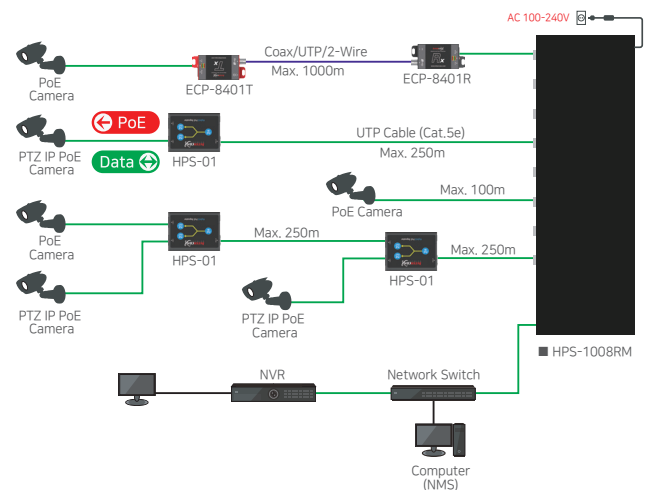 AC 100-240V
Coax/UTP/2-Wire
Max. 1000m
PoE
Camera
ECP-8401T
ECP-8401R
PoE
Data
PTZ IP PoE
Camera
HPS-01
UTP Cable (Cat.5e)
Max. 250m
Max. 100m
PoE Camera
PoE
Camera
HPS-01
Max. 250m
Max. 250m
HPS-01
PTZ IP PoE
Camera
PTZ IP PoE
Camera
■ HPS-1008RM
NVR
Network Switch
Computer
(NMS)